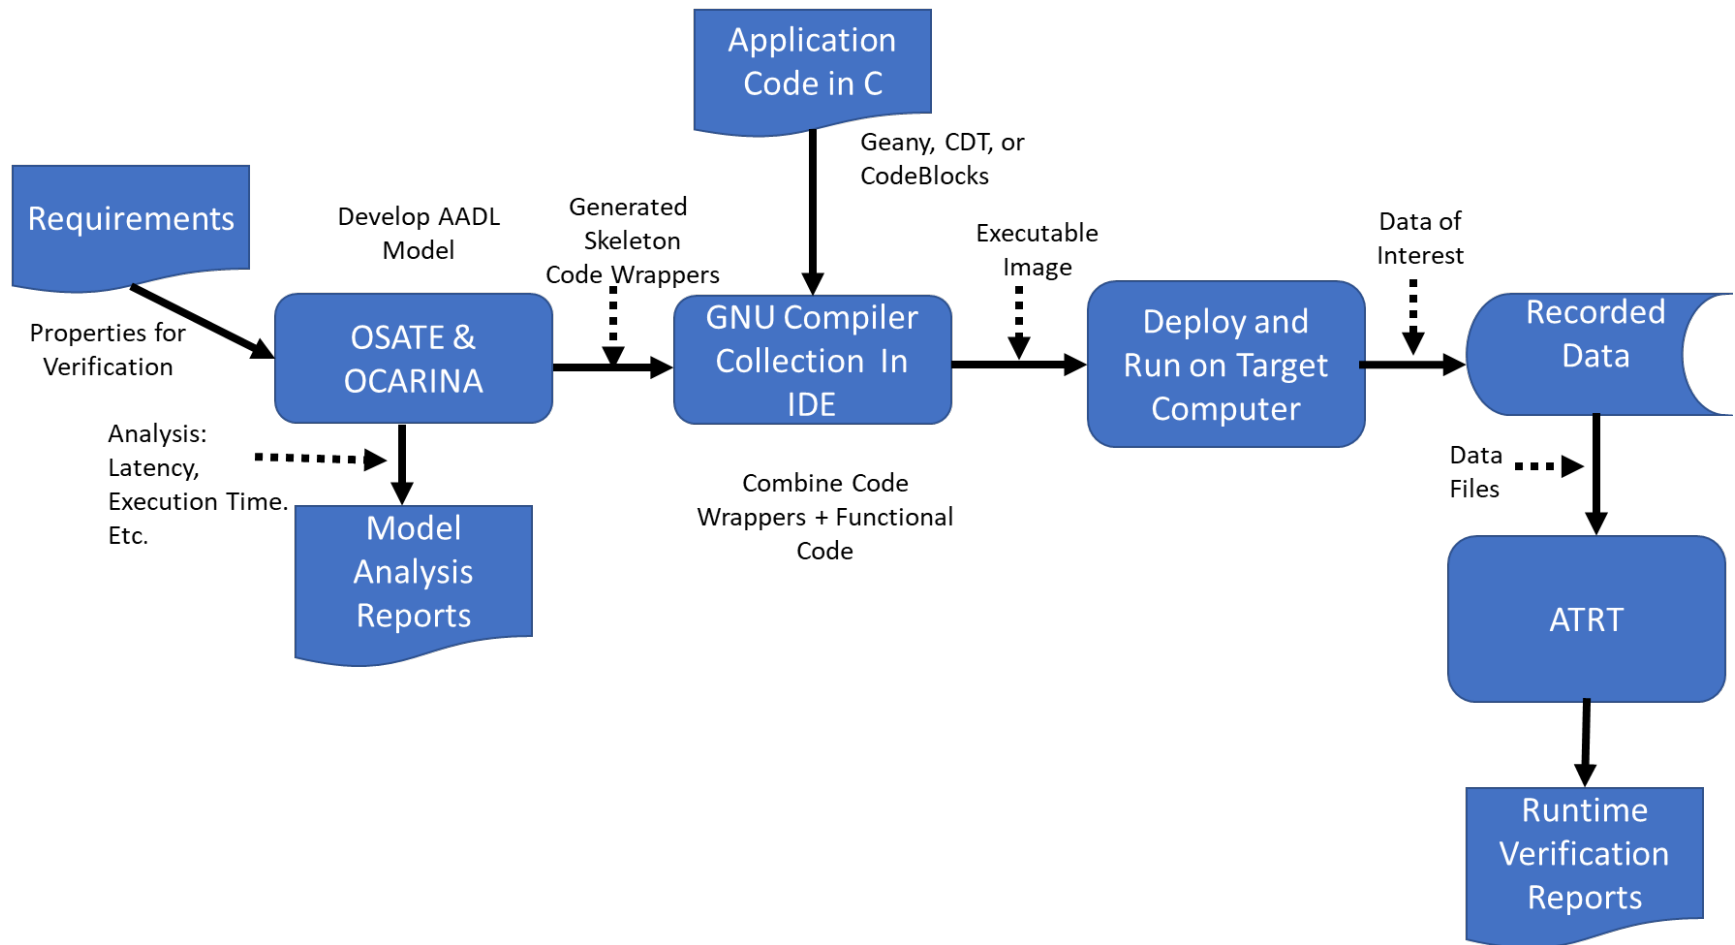 Application
Code in C
Geany, CDT, or
CodeBlocks
Requirements
Develop AADL
Model
Generated
Skeleton
Code Wrappers
Executable
Image
Data of
Interest
Properties for
Verification
OSATE &
OCARINA
GNU Compiler
Collection In
IDE
Deploy and
Run on Target
Computer
Recorded
Data
Analysis:
Latency,
Execution Time.
Etc.
Model
Analysis
Reports
Combine Code
Wrappers + Functional
Code
Data
Files
ATRT
Runtime
Verification
Reports